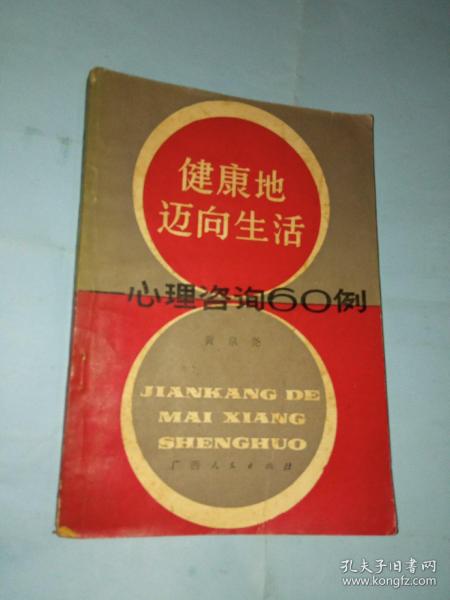 健康地
迈向生活
—心理咨询60例
JIANKANG DE
MAI XIANG
SHENGHUO
广西人民出版社
孔夫子旧书网
www.kongfz.com